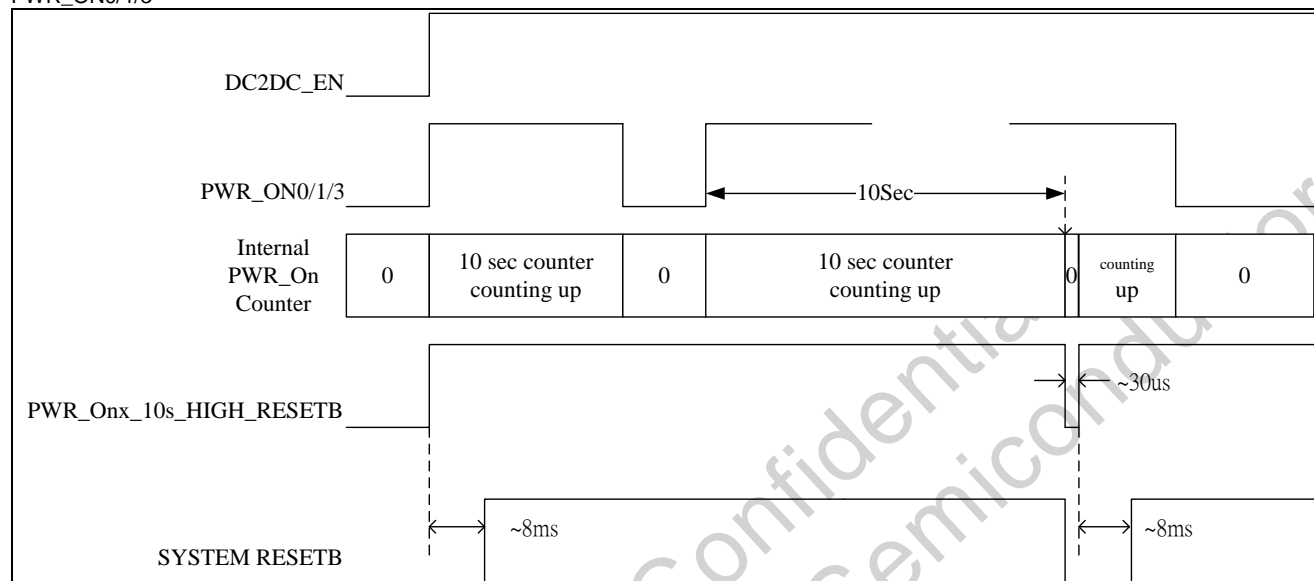 PWR_ON0/1/3
DC2DC_EN
PWR_ON0/1/3
10Sec
Internal
PWR_On
Counter
0
10 sec counter
counting up
0
10 sec counter
counting up
0
counting
up
0
PWR_Onx_10s_HIGH_RESETB
~30us
~8ms
~8ms
SYSTEM RESETB
Confidential